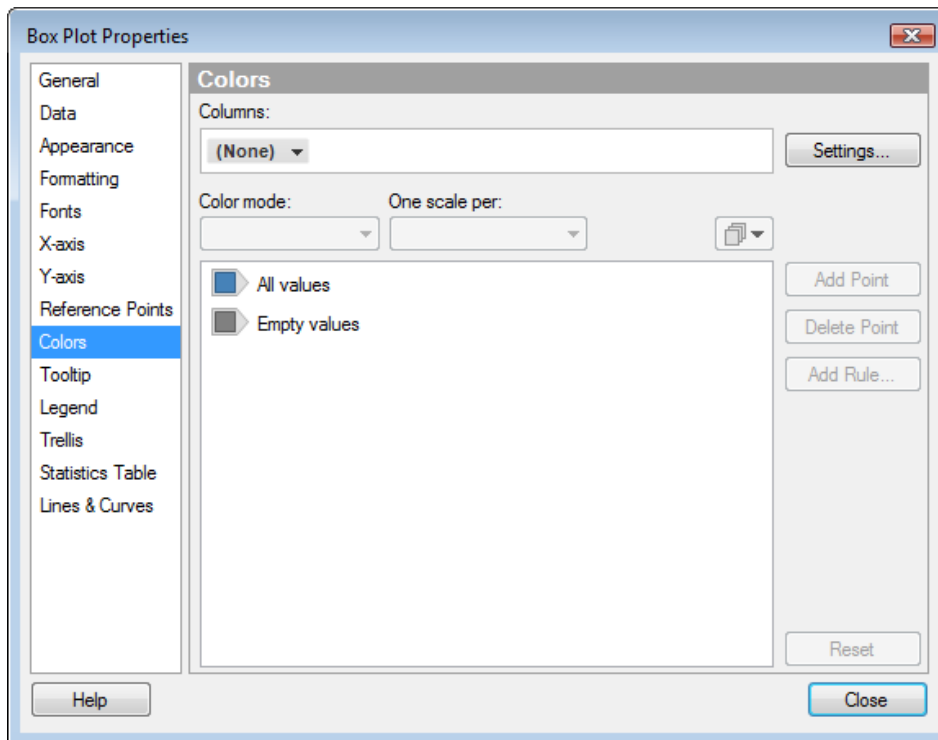 Box Plot Properties
General
Data
Appearance
Formatting
Fonts
X-axis
Y-axis
Reference Points
Colors
Tooltip
Legend
Trellis
Statistics Table
Lines & Curves
Colors
Columns:
(None)
Settings...
Color mode:
One scale per:
All values
Empty values
Add Point
Delete Point
Add Rule...
Reset
Help
Close